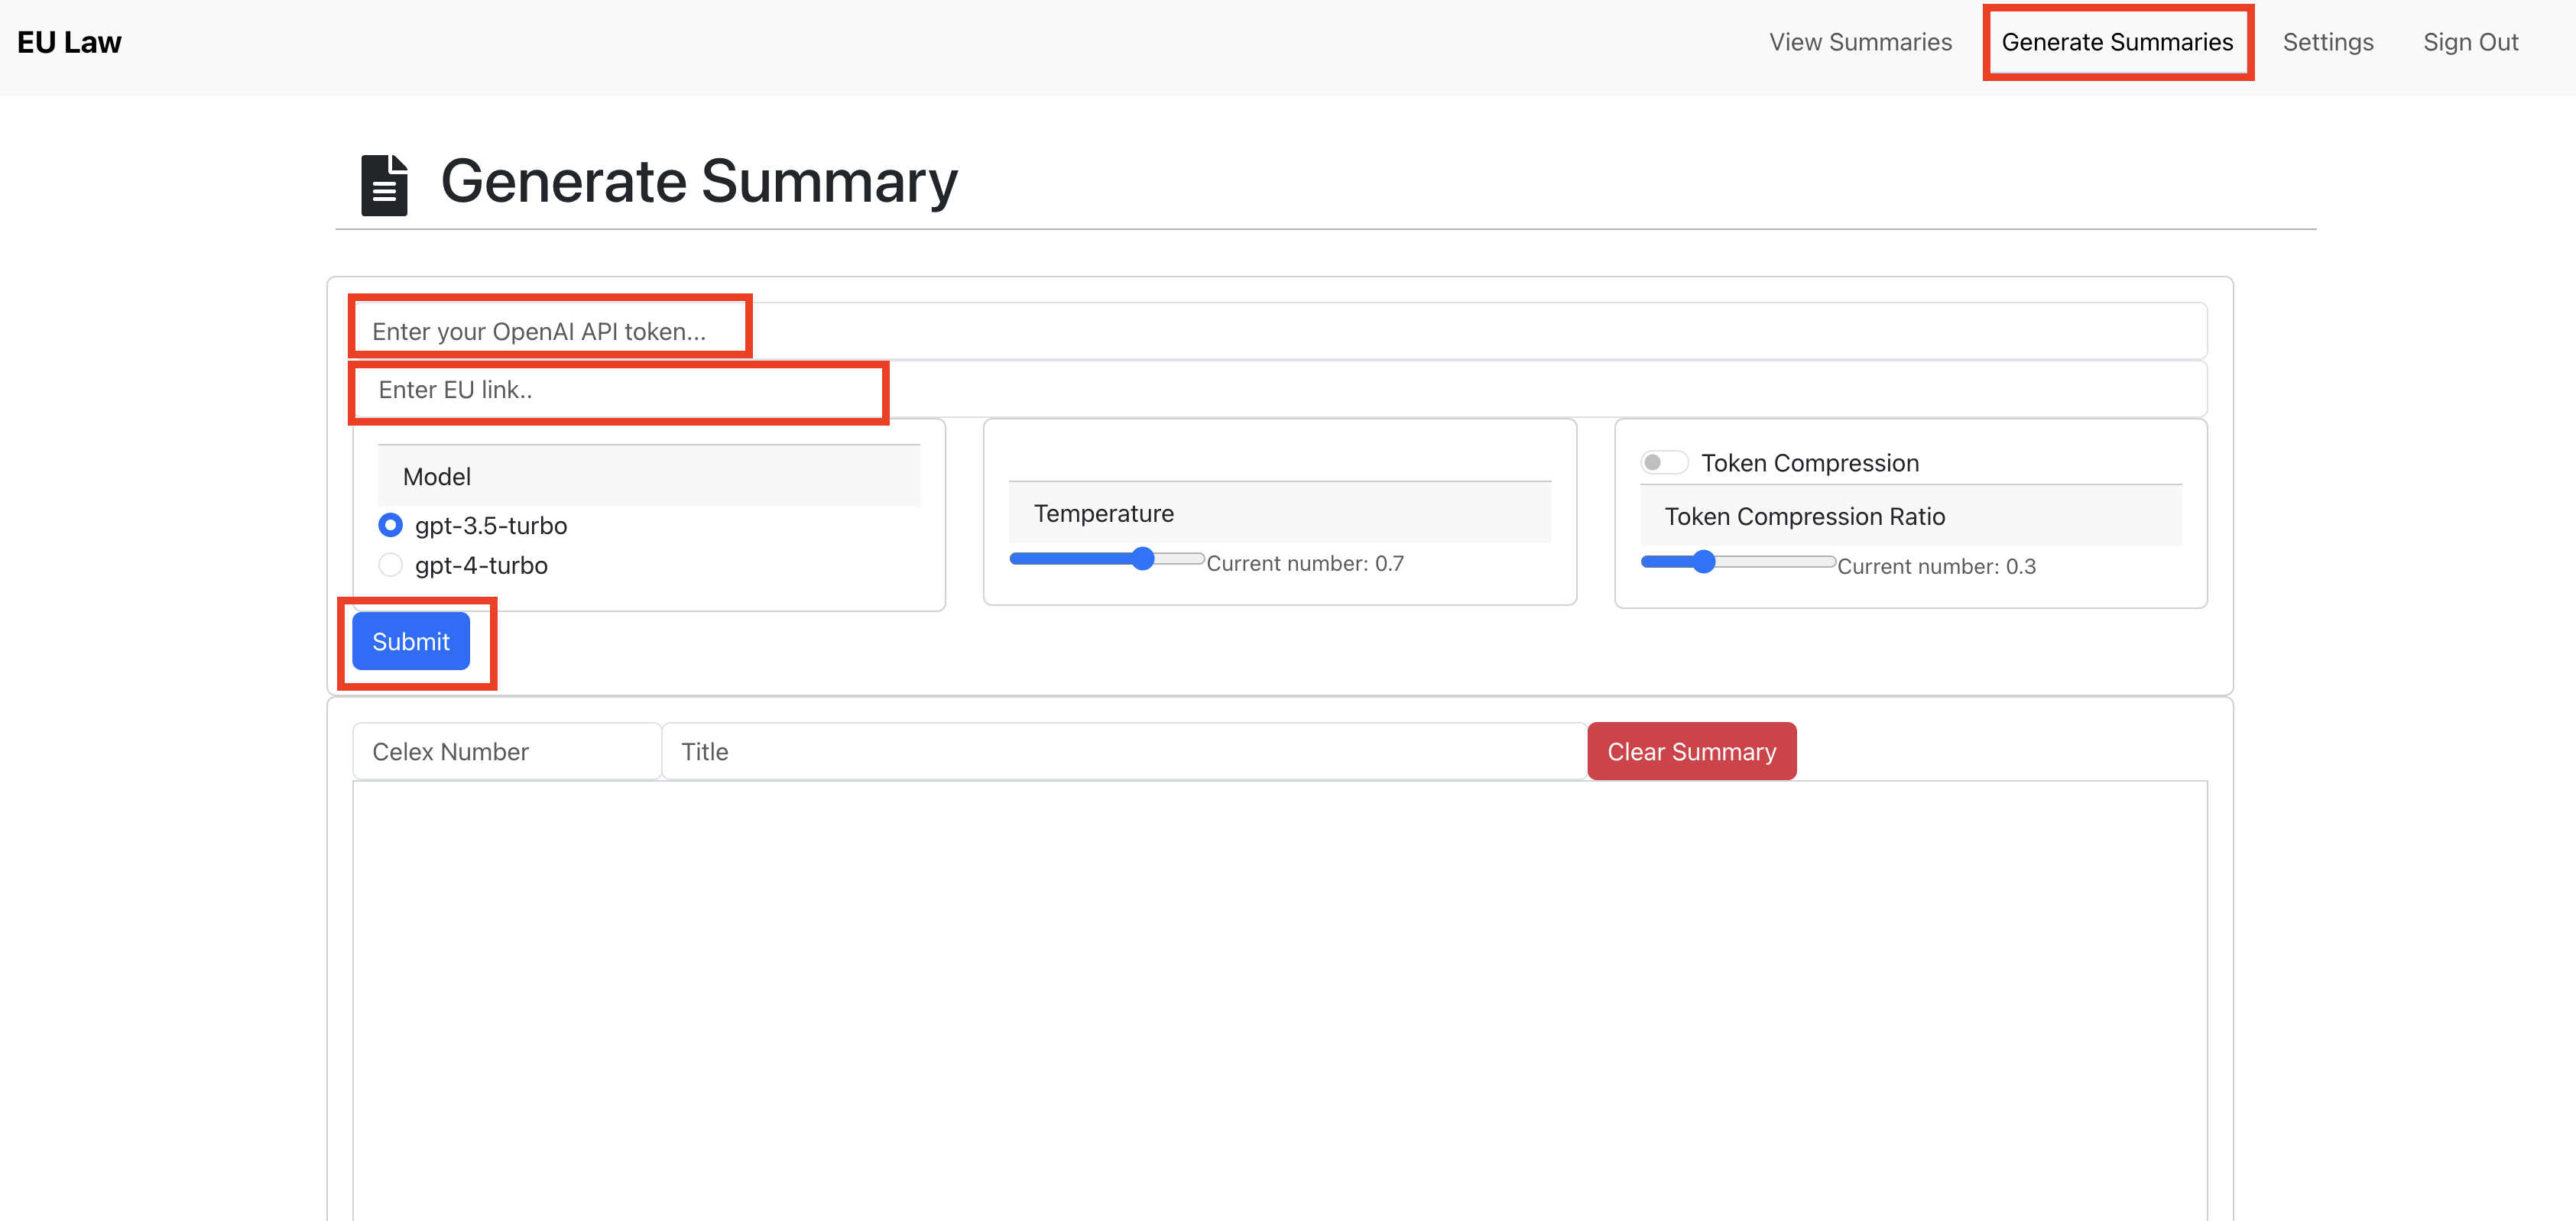 EU Law
View Summaries
Generate Summaries
Settings
Sign Out
Generate Summary
Enter your OpenAI API token...
Enter EU link..
Model
gpt-3.5-turbo
gpt-4-turbo
Temperature
Current number: 0.7
Token Compression
Token Compression Ratio
Current number: 0.3
Submit
Celex Number
Title
Clear Summary